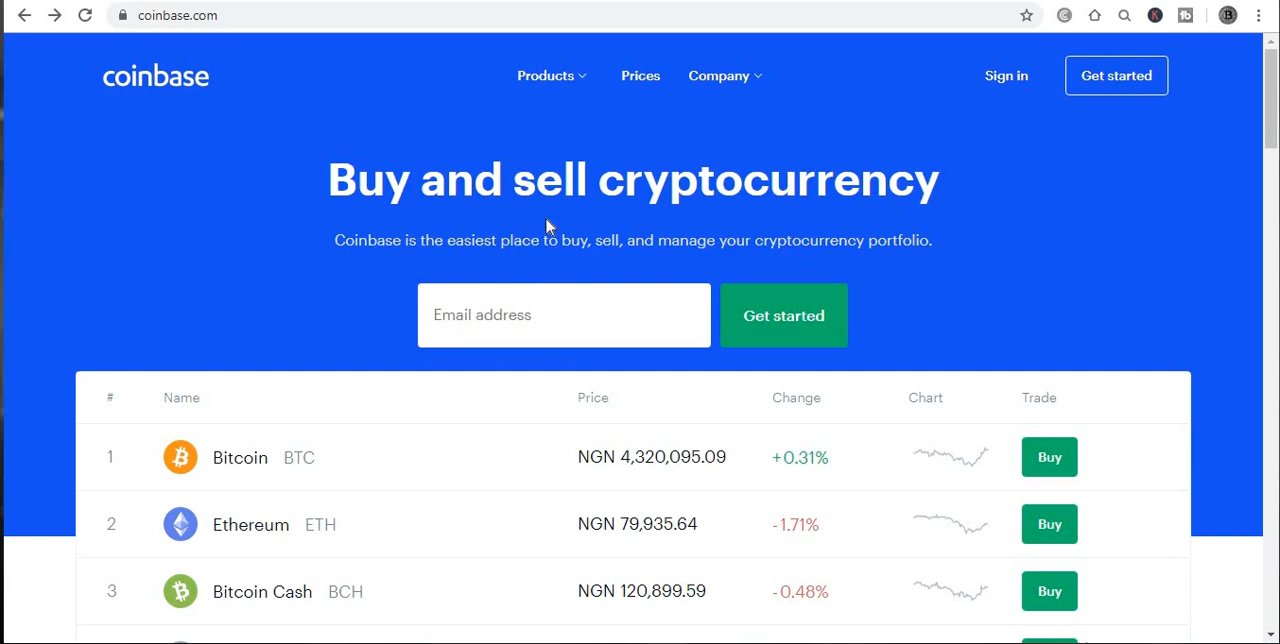 coinbase.com
coinbase Products Prices Company Sign in Get started
Buy and sell cryptocurrency
Coinbase is the easiest place to buy, sell, and manage your cryptocurrency portfolio.
Email address Get started
# Name Price Change Chart Trade
1 Bitcoin BTC NGN 4,320,095.09 +0.31% Buy
2 Ethereum ETH NGN 79,935.64 -1.71% Buy
3 Bitcoin Cash BCH NGN 120,899.59 -0.48% Buy